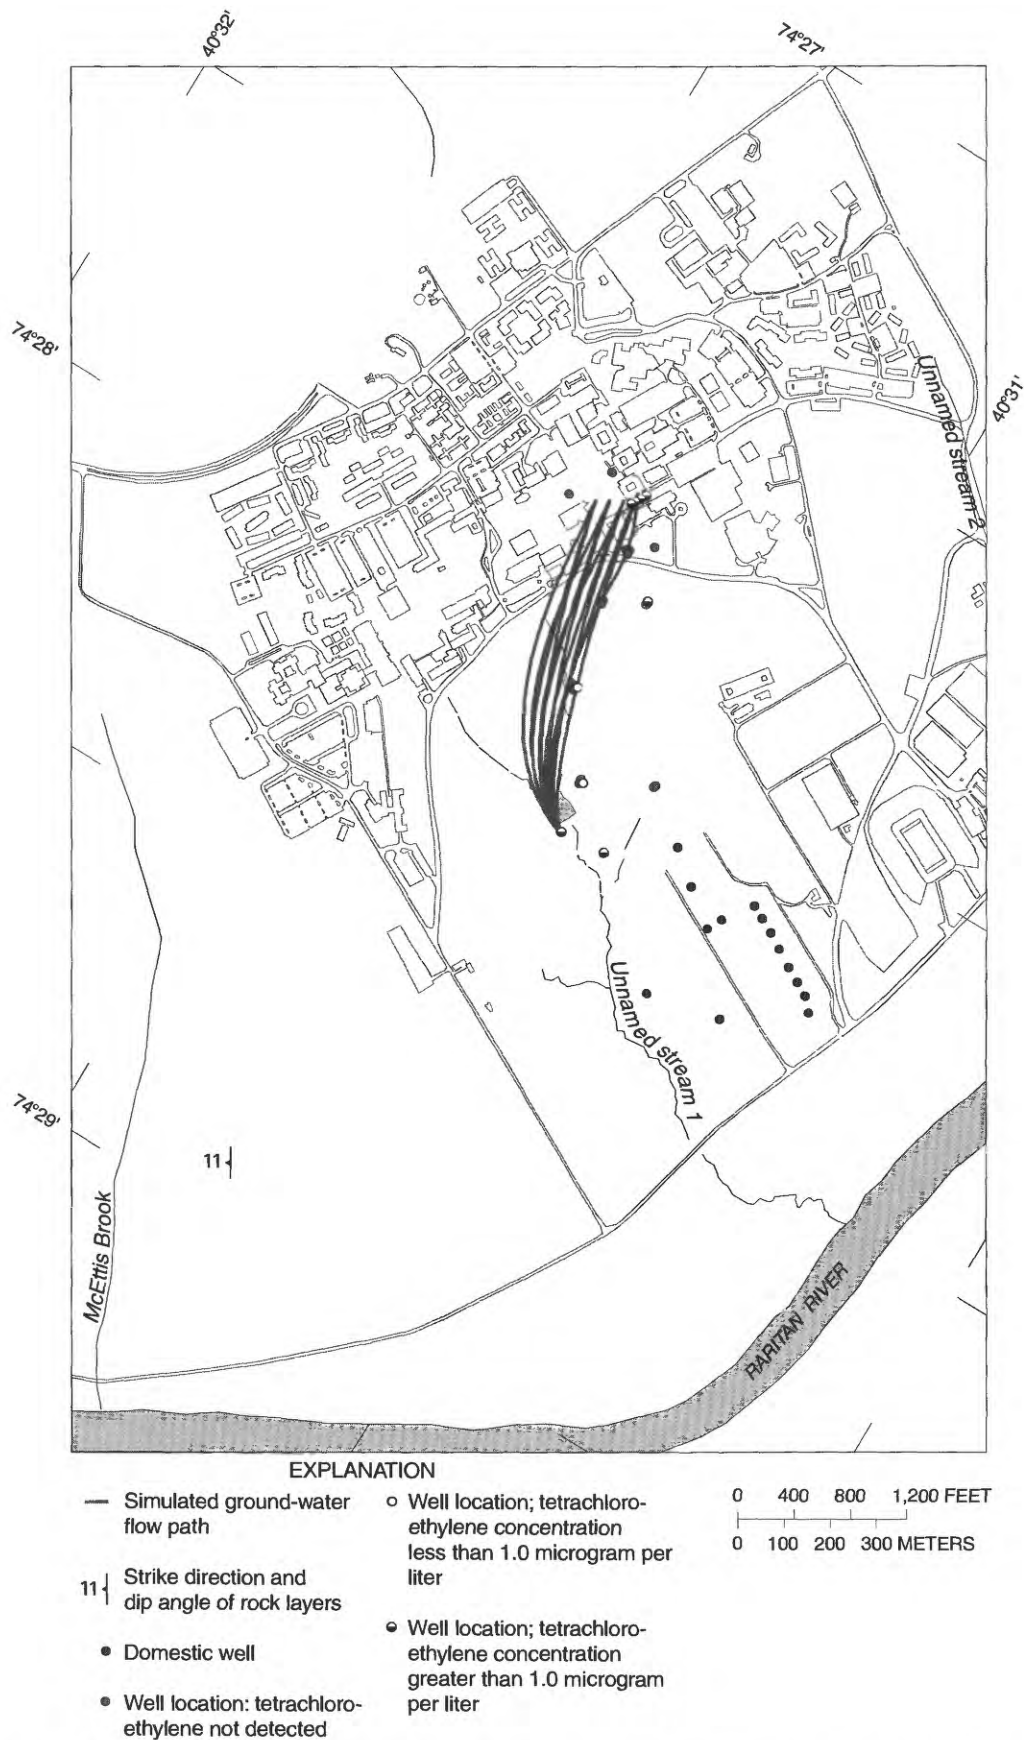 40°32'
74°27'
74°28'
40°31'
Unnamed stream 2
Unnamed stream 1
74°29'
11
McEttis Brook
RARITAN RIVER
EXPLANATION
Simulated ground-water
flow path
11
Strike direction and
dip angle of rock layers
Domestic well
Well location: tetrachloro-
ethylene not detected
Well location; tetrachloro-
ethylene concentration
less than 1.0 microgram per
liter
Well location; tetrachloro-
ethylene concentration
greater than 1.0 microgram
per liter
0 400 800 1,200 FEET
0 100 200 300 METERS